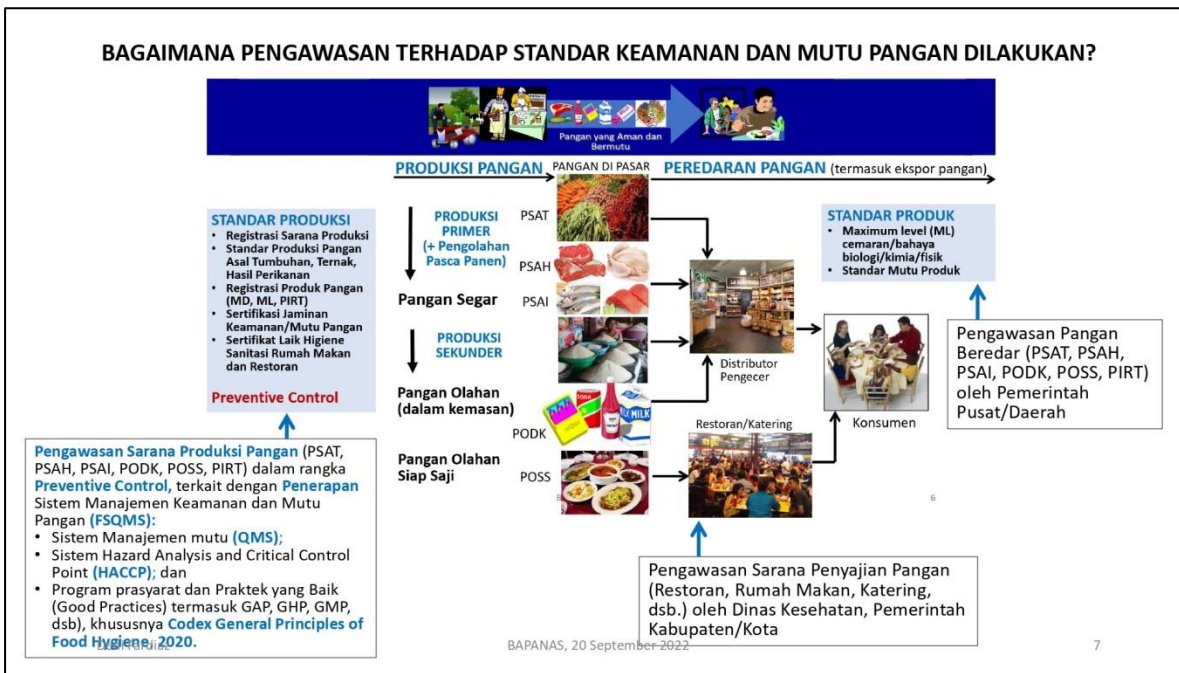 BAGAIMANA PENGAWASAN TERHADAP STANDAR KEAMANAN DAN MUTU PANGAN DILAKUKAN?
Pangan yang Aman dan
Bermutu
PRODUKSI PANGAN
PANGAN DI PASAR
PEREDARAN PANGAN (termasuk ekspor pangan)
STANDAR PRODUKSI
• Registrasi Sarana Produksi
• Standar Produksi Pangan
Asal Tumbuhan, Ternak,
Hasil Perikanan
• Registrasi Produk Pangan
(MD, ML, PIRT)
• Sertifikasi Jaminan
Keamanan/Mutu Pangan
• Sertifikat Laik Higiene
Sanitasi Rumah Makan
dan Restoran
Preventive Control
PRODUKSI
PRIMER
(+ Pengolahan
Pasca Panen)
Pangan Segar
PRODUKSI
SEKUNDER
Pangan Olahan
(dalam kemasan)
Pangan Olahan
Siap Saji
PSAT
PSAH
PSAI
PODK
POSS
SODA
MILK
Distributor
Pengecer
Restoran/Katering
Konsumen
6
STANDAR PRODUK
• Maximum level (ML)
cemaran/bahaya
biologi/kimia/fisik
• Standar Mutu Produk
Pengawasan Pangan
Beredar (PSAT, PSAH,
PSAI, PODK, POSS, PIRT)
oleh Pemerintah
Pusat/Daerah
Pengawasan Sarana Produksi Pangan (PSAT,
PSAH, PSAI, PODK, POSS, PIRT) dalam rangka
Preventive Control, terkait dengan Penerapan
Sistem Manajemen Keamanan dan Mutu
Pangan (FSQMS):
• Sistem Manajemen mutu (QMS);
• Sistem Hazard Analysis and Critical Control
Point (HACCP); dan
• Program prasyarat dan Praktek yang Baik
(Good Practices) termasuk GAP, GHP, GMP,
dsb), khususnya Codex General Principles of
Food Hygiene, 2020.
Pengawasan Sarana Penyajian Pangan
(Restoran, Rumah Makan, Katering,
dsb.) oleh Dinas Kesehatan, Pemerintah
Kabupaten/Kota
BAPANAS, 20 September 2022
7